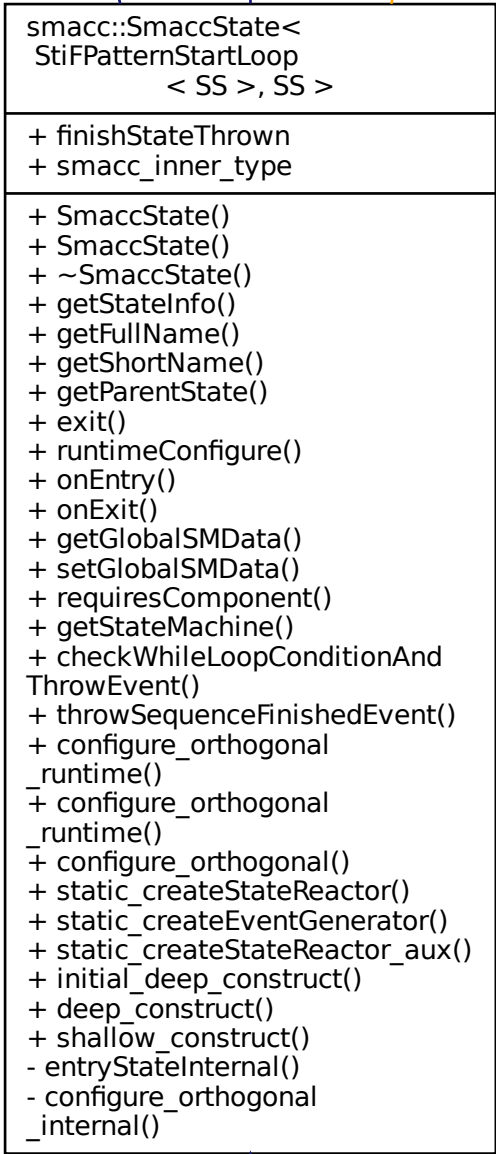 smacc::SmaccState<
StiFPatternStartLoop
< SS >, SS >
+ finishStateThrown
+ smacc_inner_type
+ SmaccState()
+ SmaccState()
+ ~SmaccState()
+ getStateInfo()
+ getFullName()
+ getShortName()
+ getParentState()
+ exit()
+ runtimeConfigure()
+ onEntry()
+ onExit()
+ getGlobalSMData()
+ setGlobalSMData()
+ requiresComponent()
+ getStateMachine()
+ checkWhileLoopConditionAnd
ThrowEvent()
+ throwSequenceFinishedEvent()
+ configure_orthogonal
_runtime()
+ configure_orthogonal
_runtime()
+ configure_orthogonal()
+ static_createStateReactor()
+ static_createEventGenerator()
+ static_createStateReactor_aux()
+ initial_deep_construct()
+ deep_construct()
+ shallow_construct()
- entryStateInternal()
- configure_orthogonal
_internal()